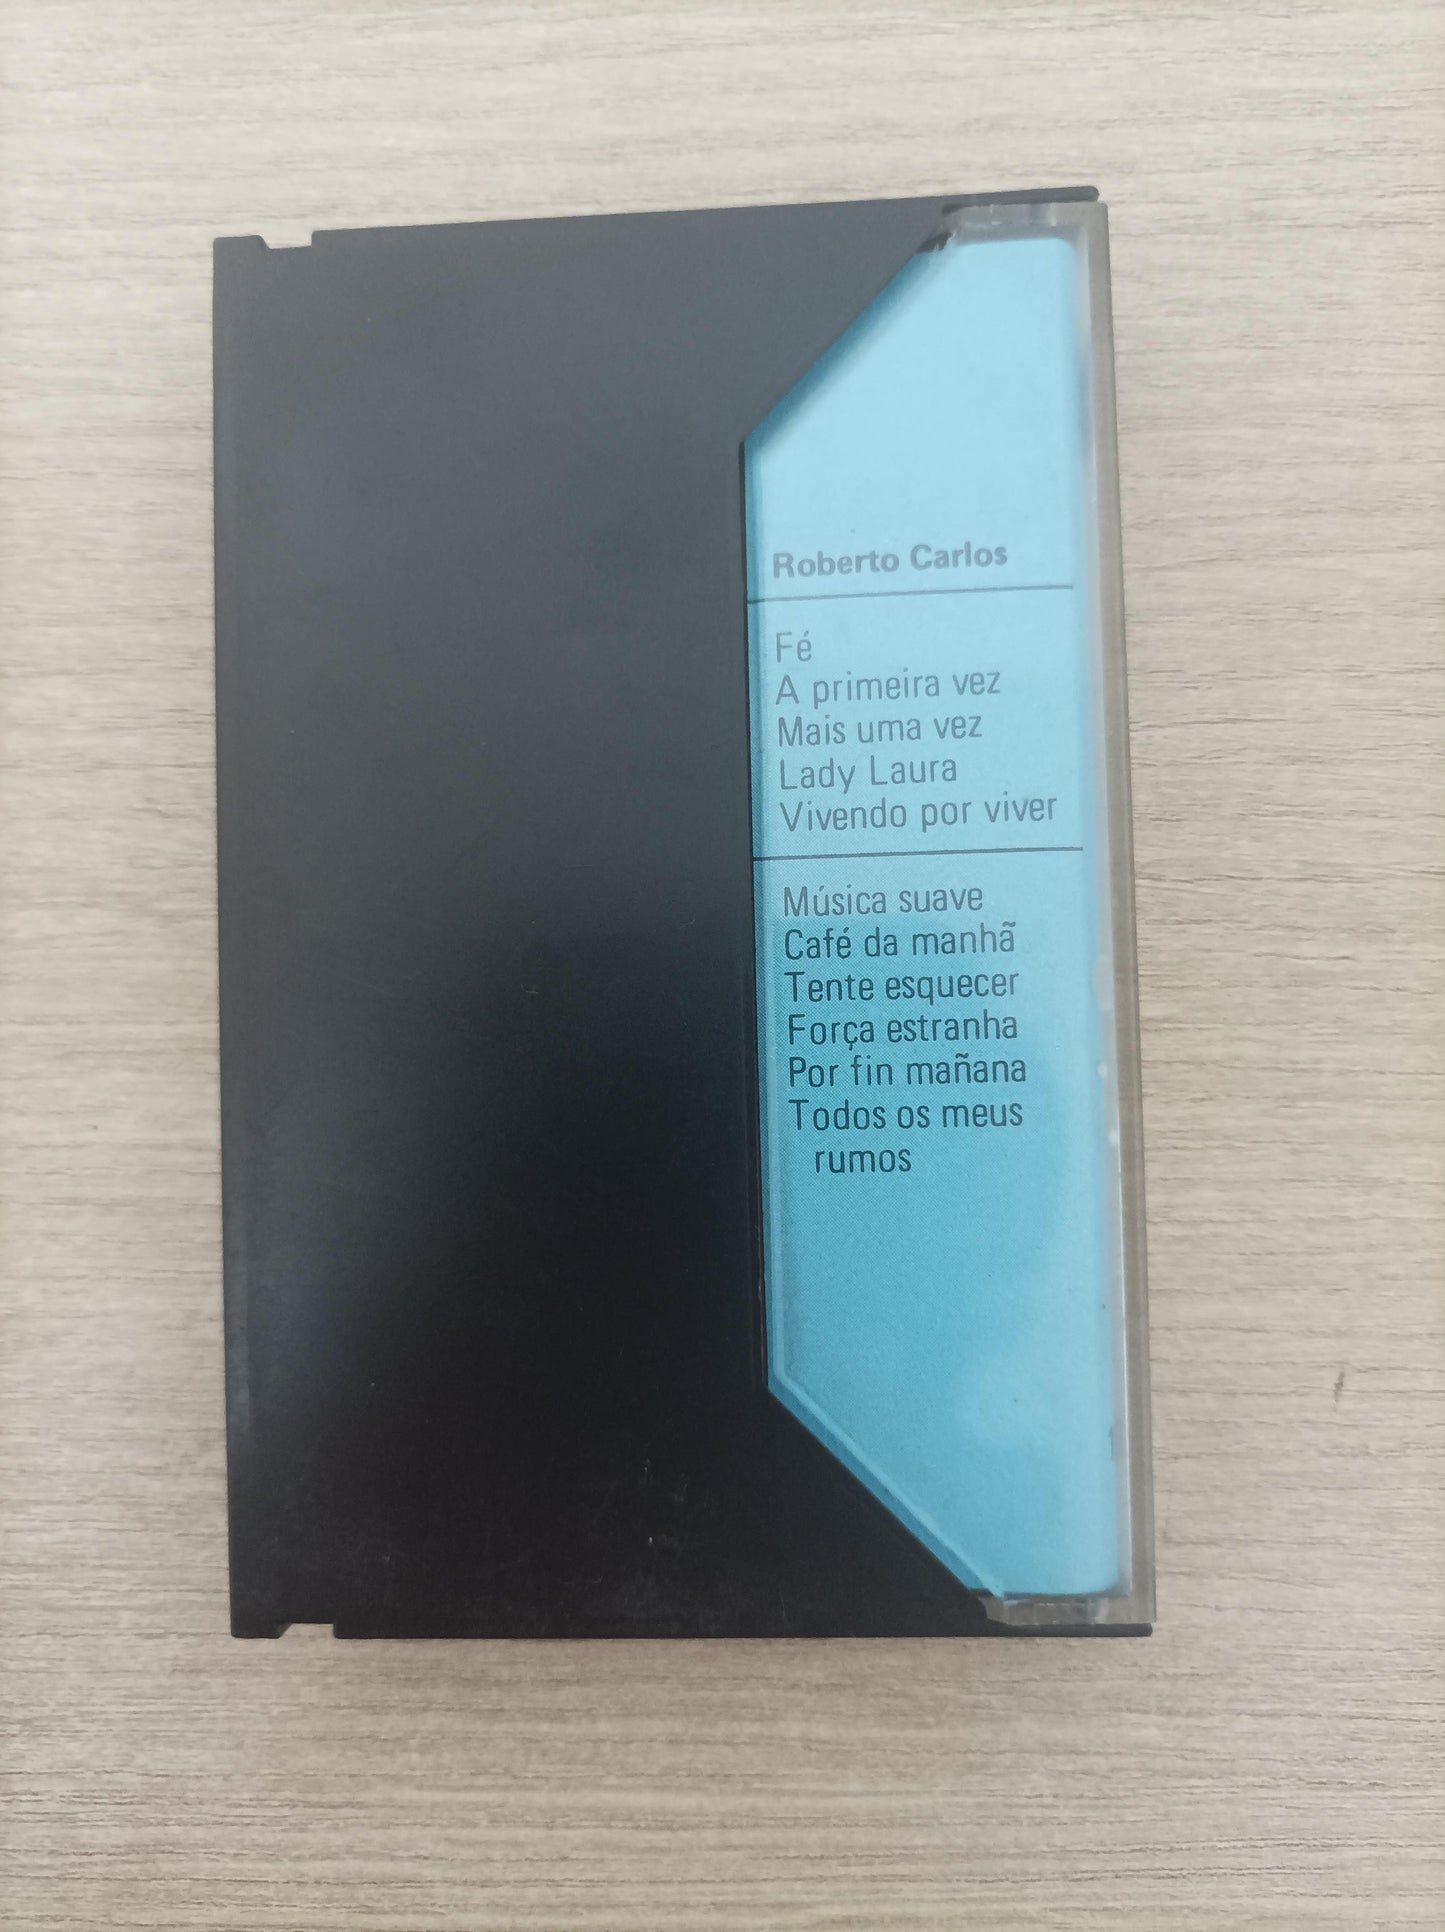 Roberto Carlos
Fé
A primeira vez
Mais uma vez
Lady Laura
Vivendo por viver
Música suave
Café da manhã
Tente esquecer
Força estranha
Por fin mañana
Todos os meus
rumos